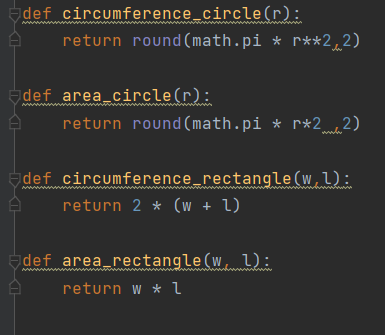 def circumference_circle(r):
    return round(math.pi * r**2,2)
def area_circle(r):
    return round(math.pi * r*2 ,2)
def circumference_rectangle(w,l):
    return 2 * (w + l)
def area_rectangle(w, l):
    return w * l